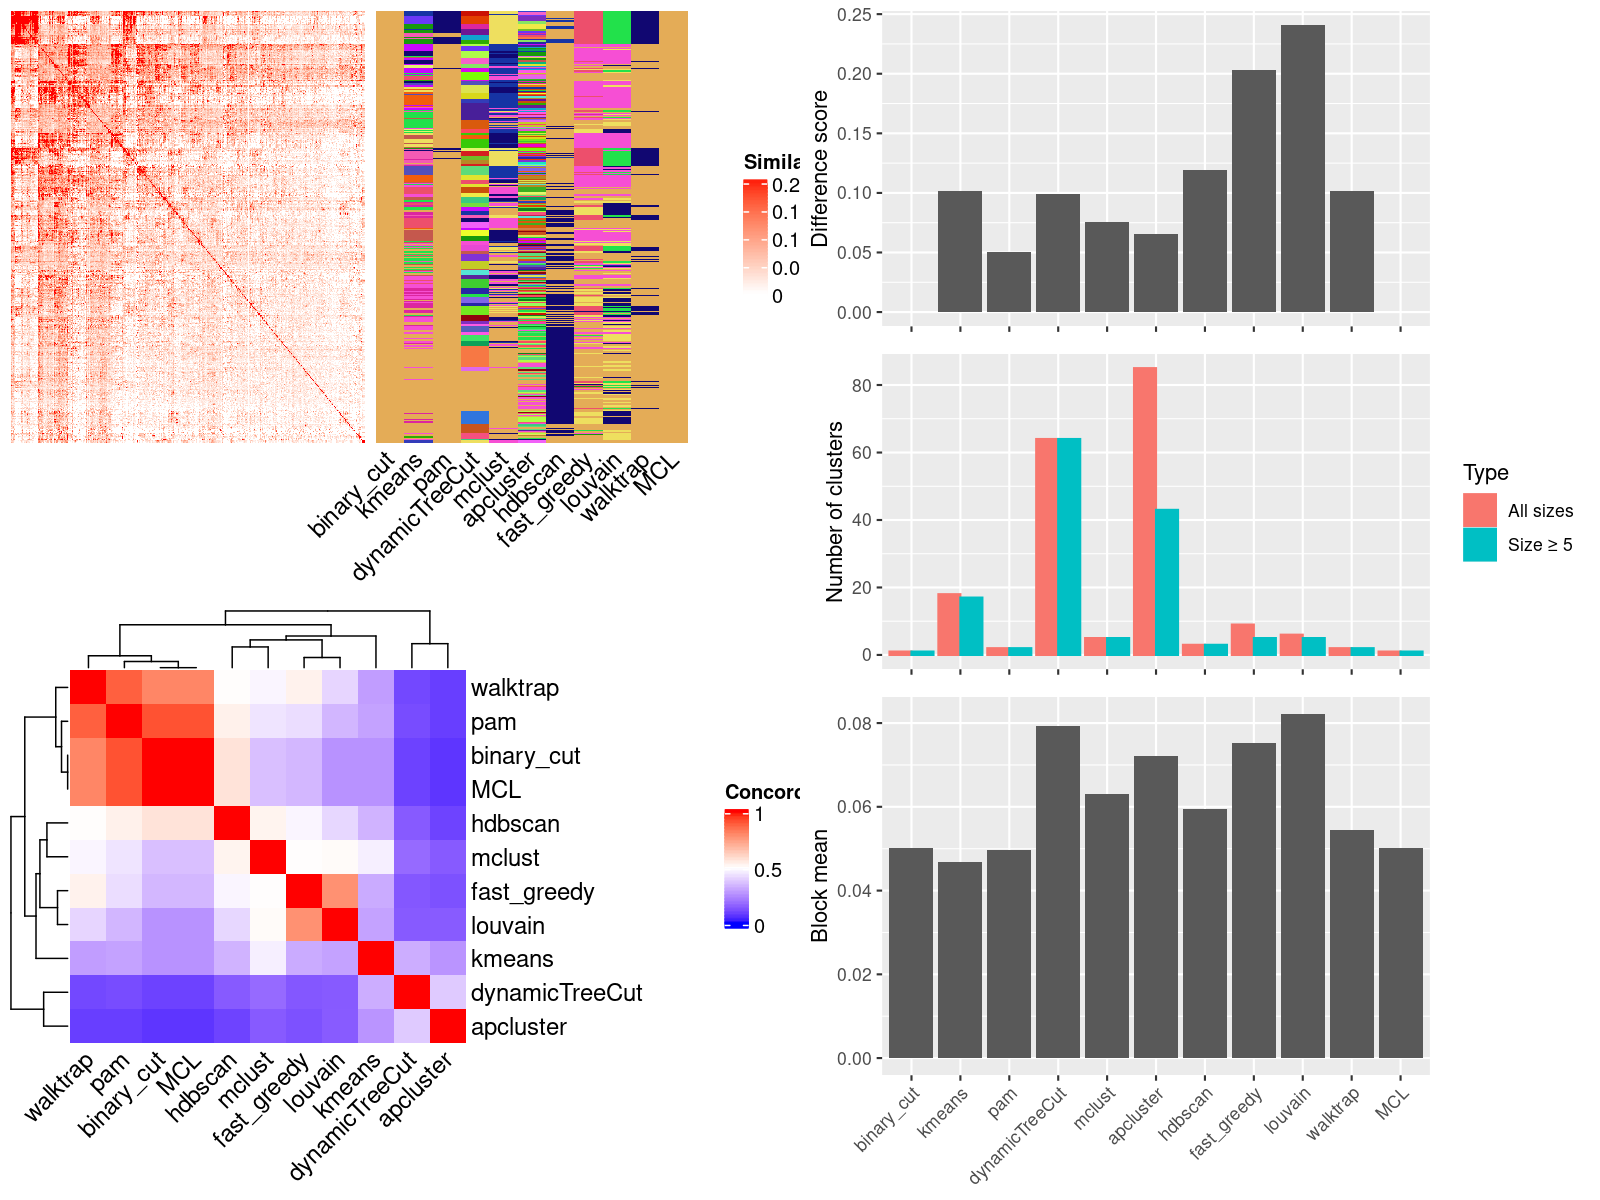 Simila
0.2
0.1
0.1
0.0
0
binary_cut
kmeans
pam
dynamicTreeCut
mclust
apcluster
hdbscan
fast_greedy
louvain
walktrap
MCL
walktrap
pam
binary_cut
MCL
hdbscan
mclust
fast_greedy
louvain
kmeans
dynamicTreeCut
apcluster
walktrap
pam
binary_cut
MCL
hdbscan
mclust
fast_greedy
louvain
kmeans
dynamicTreeCut
apcluster
Concord
1
0.5
0
Difference score
0.25
0.20
0.15
0.10
0.05
0.00
Number of clusters
80
60
40
20
0
Type
All sizes
Size ≥ 5
Block mean
0.08
0.06
0.04
0.02
0.00
binary_cut
kmeans
pam
dynamicTreeCut
mclust
apcluster
hdbscan
fast_greedy
louvain
walktrap
MCL